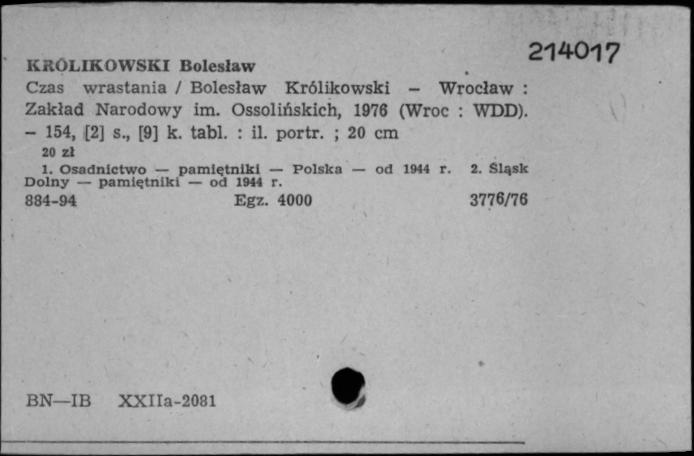 214017
KRÓLIKOWSKI Bolesław
Czas wrastania / Bolesław Królikowski — Wrocław :
Zakład Narodowy im. Ossolińskich, 1976 (Wroc : WDD).
— 154, [2] s., [9] k. tabl. : il. portr. ; 20 cm
20 zł
1. Osadnictwo — pamiętniki — Polska — od 1944 r. 2. Śląsk
Dolny — pamiętniki — od 1944 r.
884-94 Egz. 4000 3776/76
BN—IB XXIIa-2081